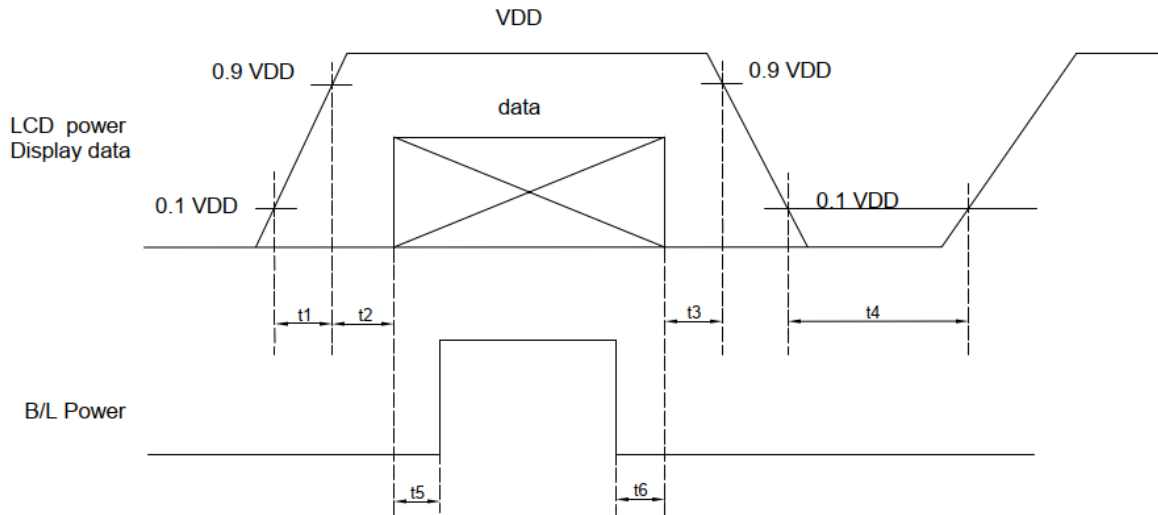 VDD
0.9 VDD
0.9 VDD
data
LCD power
Display data
0.1 VDD
0.1 VDD
t1
t2
t3
t4
B/L Power
t5
t6